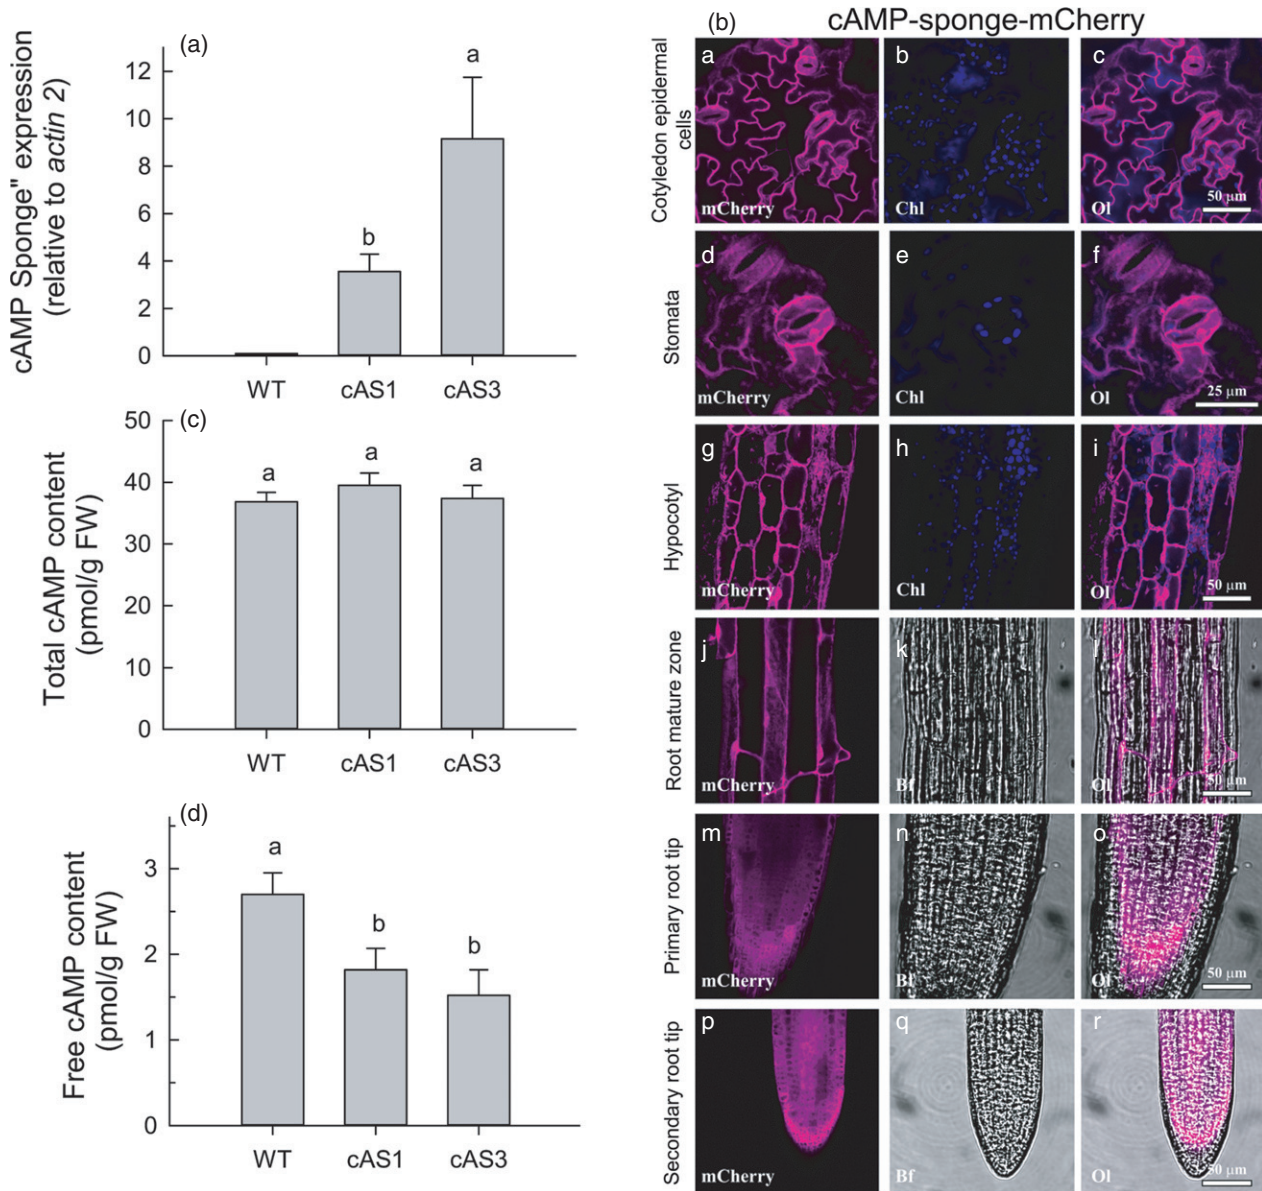 (a)
cAMP Sponge" expression
(relative to actin 2)
12
10
8
6
4
2
0
a
b
WT
cAS1
cAS3
(c)
Total cAMP content
(pmol/g FW)
50
40
30
20
10
0
a
a
a
WT
cAS1
cAS3
(d)
Free cAMP content
(pmol/g FW)
3
2
1
0
a
b
b
WT
cAS1
cAS3
(b)
cAMP-sponge-mCherry
Cotyledon epidermal
cells
a
mCherry
b
Chl
c
Ol
50 µm
Stomata
d
mCherry
e
Chl
f
Ol
25 µm
Hypocotyl
g
mCherry
h
Chl
i
Ol
50 µm
Root mature zone
j
mCherry
k
Bf
l
Ol
50 µm
Primary root tip
m
mCherry
n
Bf
o
Ol
50 µm
Secondary root tip
p
mCherry
q
Bf
r
Ol
50 µm